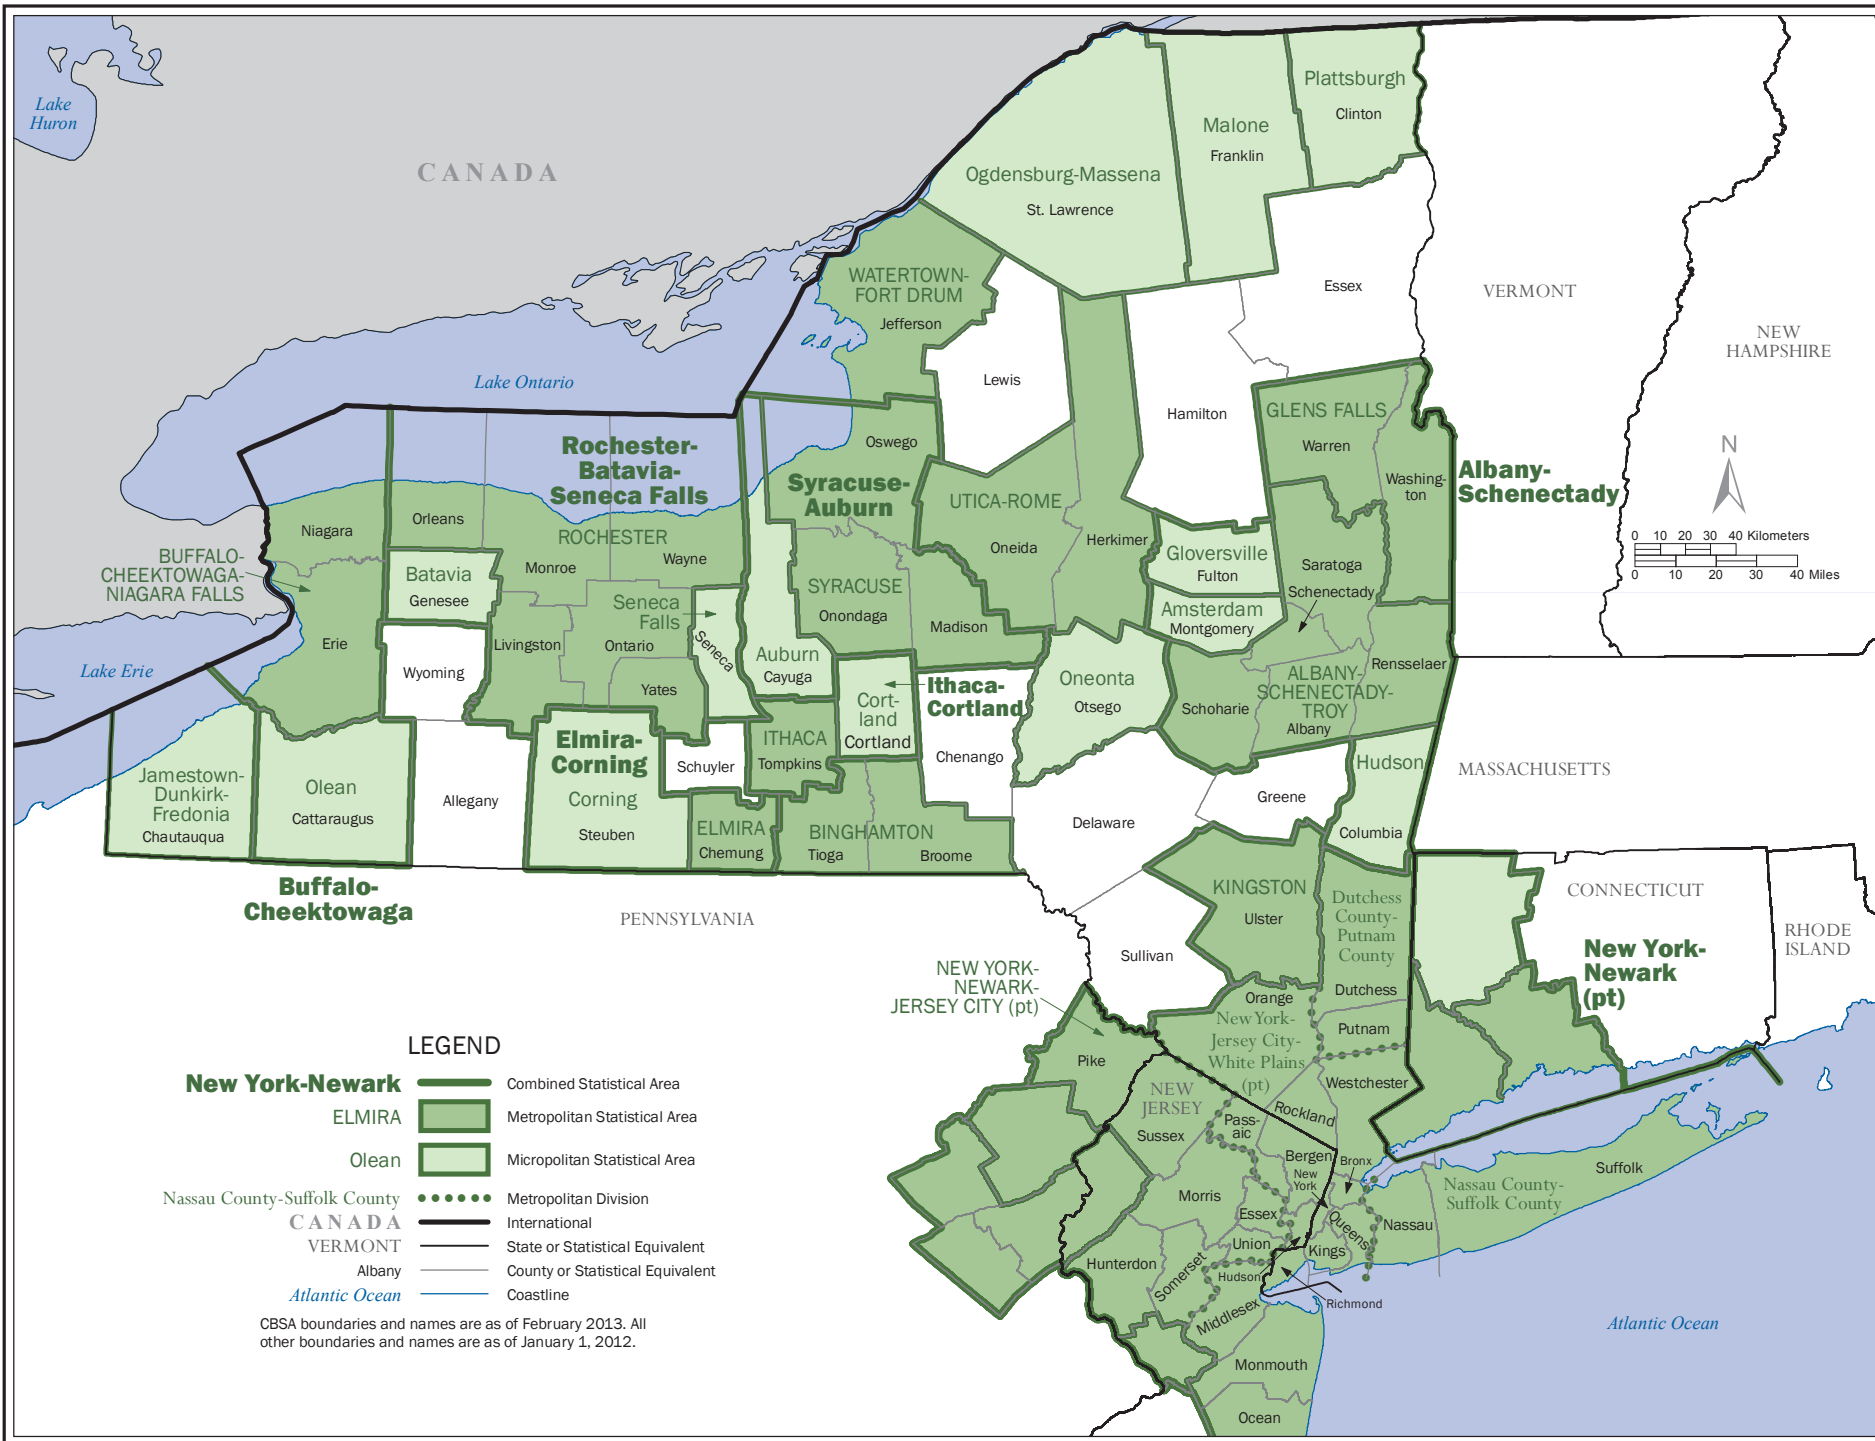 Lake
Huron
CANADA
Plattsburgh
Clinton
Malone
Franklin
Ogdensburg-Massena
St. Lawrence
WATERTOWN-
FORT DRUM
Jefferson
Essex
VERMONT
NEW
HAMPSHIRE
Lake Ontario
Lewis
Hamilton
GLENS FALLS
Warren
Washing-
ton
Albany-
Schenectady
N
0 10 20 30 40 Kilometers
0 10 20 30 40 Miles
Rochester-
Batavia-
Seneca Falls
Oswego
Syracuse-
Auburn
UTICA-ROME
Oneida
Herkimer
Niagara
Orleans
ROCHESTER
Wayne
Monroe
BUFFALO-
CHEEKTOWAGA-
NIAGARA FALLS
Batavia
Genesee
Gloversville
Fulton
Saratoga
Schenectady
SYRACUSE
Onondaga
Seneca
Falls
Seneca
Amsterdam
Montgomery
Madison
Erie
Livingston
Ontario
Auburn
Cayuga
Lake Erie
Wyoming
Yates
Oneonta
Otsego
Rensselaer
ALBANY-
SCHENECTADY-
TROY
Albany
Schoharie
Ithaca-
Cortland
Cort-
land
Cortland
Elmira-
Corning
ITHACA
Tompkins
Schuyler
Chenango
Hudson
MASSACHUSETTS
Jamestown-
Dunkirk-
Fredonia
Chautauqua
Olean
Cattaraugus
Allegany
Corning
Steuben
Greene
Columbia
Delaware
ELMIRA
Chemung
BINGHAMTON
Tioga
Broome
Buffalo-
Cheektowaga
PENNSYLVANIA
KINGSTON
Ulster
Dutchess
County-
Putnam
County
Dutchess
CONNECTICUT
RHODE
ISLAND
New York-
Newark
(pt)
Sullivan
NEW YORK-
NEWARK-
JERSEY CITY (pt)
Orange
New York-
Jersey City-
White Plains
(pt)
Putnam
Westchester
Pike
NEW
JERSEY
Sussex
Pass-
aic
Rockland
Bergen
Bronx
New
York
Morris
Essex
Queens
Nassau
Suffolk
Nassau County-
Suffolk County
Union
Kings
Hunterdon
Somerset
Hudson
Richmond
Middlesex
Monmouth
Ocean
Atlantic Ocean
LEGEND
New York-Newark Combined Statistical Area
ELMIRA Metropolitan Statistical Area
Olean Micropolitan Statistical Area
Nassau County-Suffolk County Metropolitan Division
CANADA International
VERMONT State or Statistical Equivalent
Albany County or Statistical Equivalent
Atlantic Ocean Coastline
CBSA boundaries and names are as of February 2013. All
other boundaries and names are as of January 1, 2012.